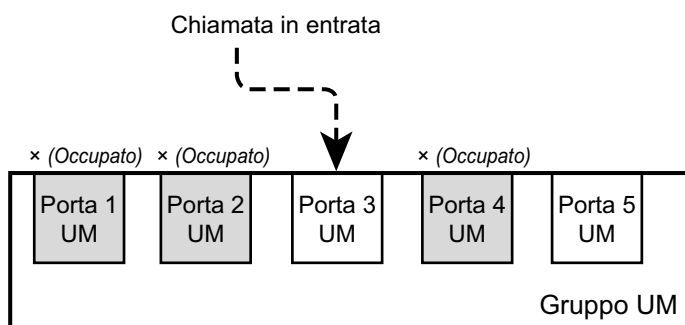 Chiamata in entrata
× (Occupato) × (Occupato) × (Occupato)
Porta 1 Porta 2 Porta 3 Porta 4 Porta 5
UM UM UM UM UM
Gruppo UM